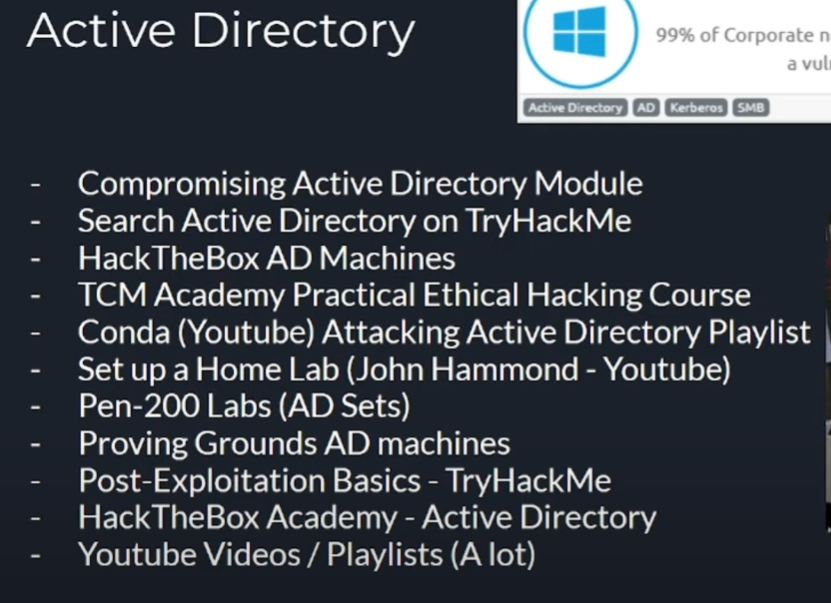 Active Directory
99% of Corporate
a
Active Directory AD Kerberos SMB
- Compromising Active Directory Module
- Search Active Directory on TryHackMe
- HackTheBox AD Machines
- TCM Academy Practical Ethical Hacking Course
- Conda (Youtube) Attacking Active Directory Playlist
- Set up a Home Lab (John Hammond - Youtube)
- Pen-200 Labs (AD Sets)
- Proving Grounds AD machines
- Post-Exploitation Basics - TryHackMe
- HackTheBox Academy - Active Directory
- Youtube Videos / Playlists (A lot)